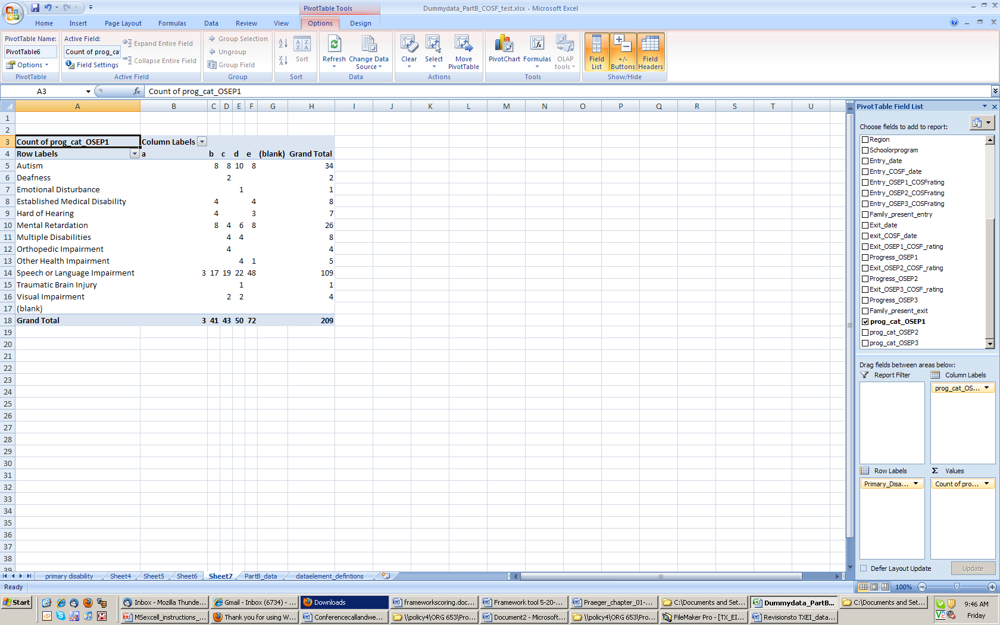 PivotTable Tools
Dummydata_PartB_COSF_test.xlsx - Microsoft Excel
Home Insert Page Layout Formulas Data Review View Options Design
PivotTable Name: Active Field:
PivotTable6 Count of prog_cat
Options Field Settings
Expand Entire Field
Collapse Entire Field
Group Selection
Ungroup
Group Field
Sort
Refresh Change Data Source
Clear Select Move PivotTable
PivotChart Formulas OLAP tools
Field List +/- Buttons Field Headers
PivotTable Active Field Group Sort Data Actions Tools Show/Hide
A3 fx Count of prog_cat_OSEP1
A B C D E F G H I J K L M N O P Q R S T U
1
2
3 Count of prog_cat_OSEP1 Column Labels
4 Row Labels a b c d e (blank) Grand Total
5 Autism 8 8 10 8 34
6 Deafness 2 2
7 Emotional Disturbance 1 1
8 Established Medical Disability 4 4 8
9 Hard of Hearing 4 3 7
10 Mental Retardation 8 4 6 8 26
11 Multiple Disabilities 4 4 8
12 Orthopedic Impairment 4 4
13 Other Health Impairment 4 1 5
14 Speech or Language Impairment 3 17 19 22 48 109
15 Traumatic Brain Injury 1 1
16 Visual Impairment 2 2 4
17 (blank)
18 Grand Total 3 41 43 50 72 209
19
20
21
22
23
24
25
26
27
28
29
30
31
32
33
34
35
36
37
38
39
PivotTable Field List
Choose fields to add to report:
Region
Schoolorprogram
Entry_date
Entry_COSF_date
Entry_OSEP1_COSFrating
Entry_OSEP2_COSFrating
Entry_OSEP3_COSFrating
Family_present_entry
Exit_date
exit_COSF_date
Exit_OSEP1_COSF_rating
Progress_OSEP1
Exit_OSEP2_COSF_rating
Progress_OSEP2
Exit_OSEP3_COSF_rating
Progress_OSEP3
Family_present_exit
prog_cat_OSEP1
prog_cat_OSEP2
prog_cat_OSEP3
Drag fields between areas below:
Report Filter Column Labels
prog_cat_OS...
Row Labels Σ Values
Primary_Disa... Count of pro...
Defer Layout Update Update
primary disability Sheet4 Sheet5 Sheet6 Sheet7 PartB_data dataelement_defintions
Ready 100%
Start Inbox - Mozilla Thunde... Gmail - Inbox (6734) - ... Downloads frameworkscoring.doc... Framework tool 5-20-... Praeger_chapter_01-... C:\Documents and Set... Dummydata_PartB... C:\Documents and Set... 9:46 AM
MSexcell_instructions_... Thank you for using W... Conferencecallandwe... \\policy4\ORG 653\Pro... Document2 - Microsoft... \\policy4\ORG 653\Pro... FileMaker Pro - [TX_EI... Revisionsto TXEI_data... Friday